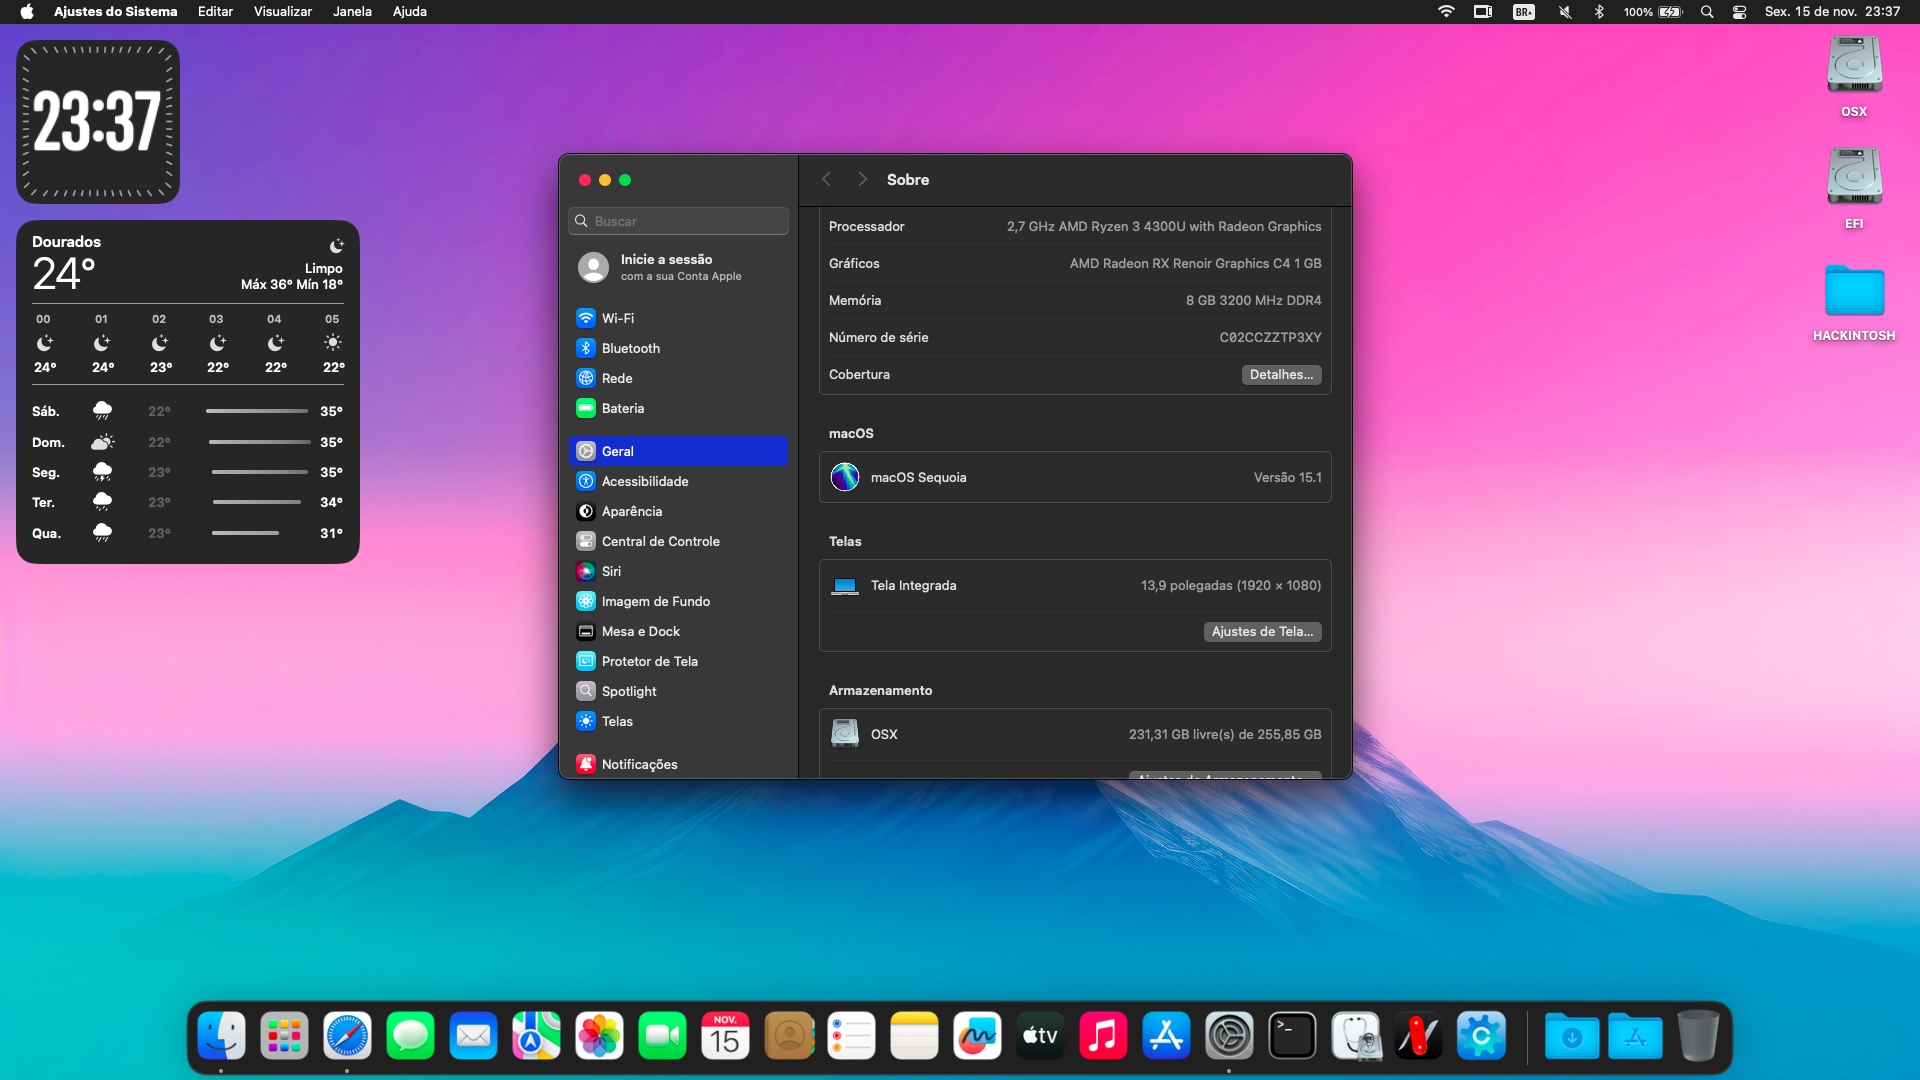 Ajustes do Sistema Editar Visualizar Janela Ajuda
BR 100% Sex. 15 de nov. 23:37
23:37
Dourados
24°
Limpo
Máx 36° Mín 18°
00 01 02 03 04 05
24° 24° 23° 22° 22° 22°
Sáb. 22° 35°
Dom. 22° 35°
Seg. 23° 35°
Ter. 23° 34°
Qua. 23° 31°
Buscar
Inicie a sessão
com a sua Conta Apple
Wi-Fi
Bluetooth
Rede
Bateria
Geral
Acessibilidade
Aparência
Central de Controle
Siri
Imagem de Fundo
Mesa e Dock
Protetor de Tela
Spotlight
Telas
Notificações
Sobre
Processador 2,7 GHz AMD Ryzen 3 4300U with Radeon Graphics
Gráficos AMD Radeon RX Renoir Graphics C4 1 GB
Memória 8 GB 3200 MHz DDR4
Número de série C02CCZZTP3XY
Cobertura Detalhes...
macOS
macOS Sequoia Versão 15.1
Telas
Tela Integrada 13,9 polegadas (1920 × 1080)
Ajustes de Tela...
Armazenamento
OSX 231,31 GB livre(s) de 255,85 GB
Ajustes de Armazenamento...
OSX
EFI
HACKINTOSH
NOV.
15
tv
>_